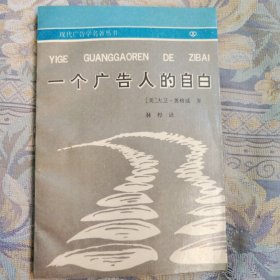 现代广告学名著丛书
YIGE GUANGGAOREN DE ZIBAI
一个广告人的自白
[美]大卫·奥格威 著
林桦 译